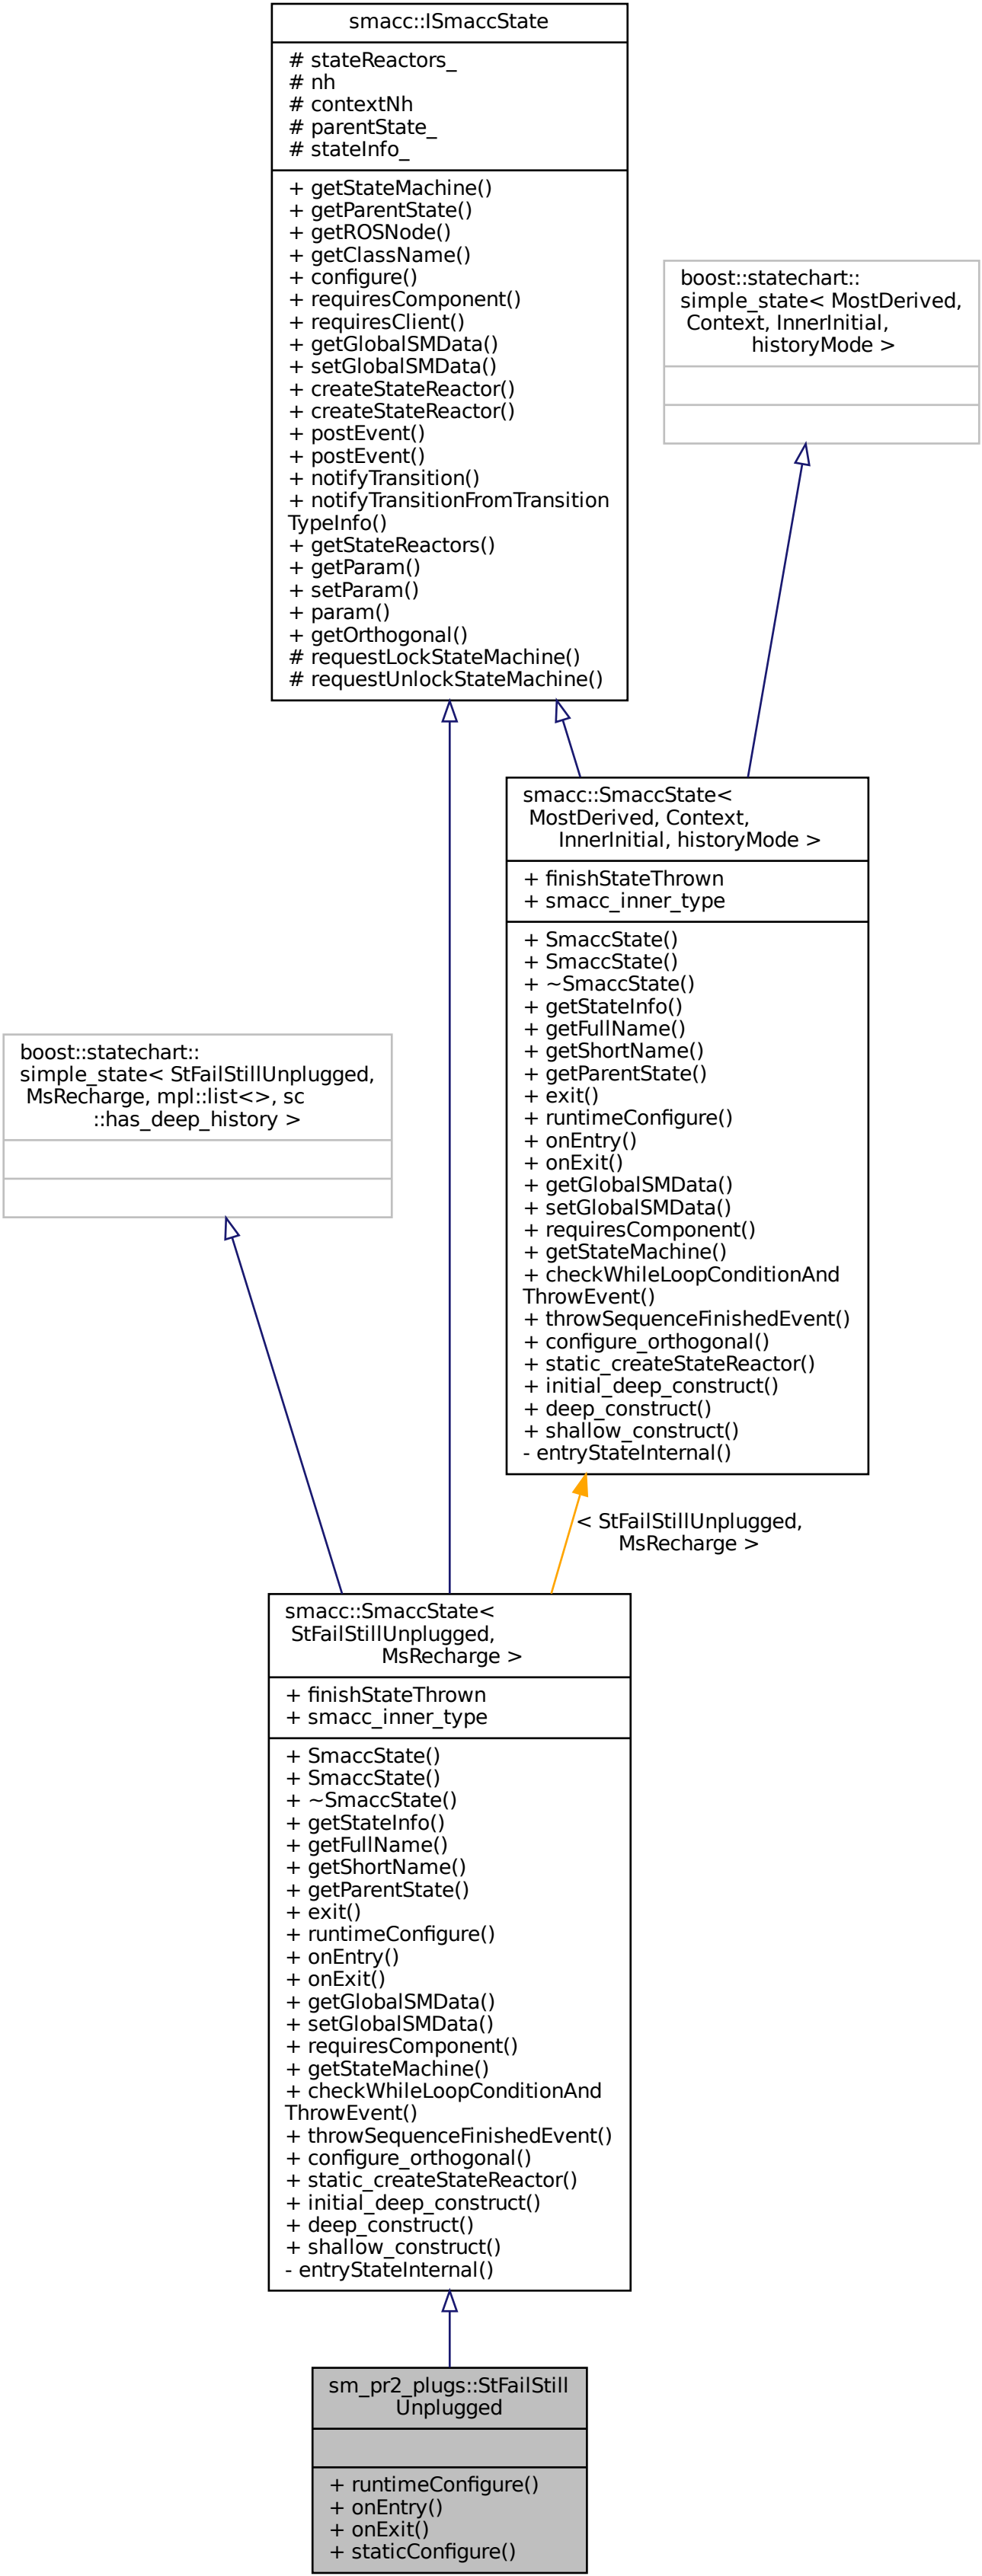 smacc::ISmaccState
# stateReactors_
# nh
# contextNh
# parentState_
# stateInfo_
+ getStateMachine()
+ getParentState()
+ getROSNode()
+ getClassName()
+ configure()
+ requiresComponent()
+ requiresClient()
+ getGlobalSMData()
+ setGlobalSMData()
+ createStateReactor()
+ createStateReactor()
+ postEvent()
+ postEvent()
+ notifyTransition()
+ notifyTransitionFromTransition
TypeInfo()
+ getStateReactors()
+ getParam()
+ setParam()
+ param()
+ getOrthogonal()
# requestLockStateMachine()
# requestUnlockStateMachine()
boost::statechart::
simple_state< MostDerived,
Context, InnerInitial,
historyMode >
smacc::SmaccState<
MostDerived, Context,
InnerInitial, historyMode >
+ finishStateThrown
+ smacc_inner_type
+ SmaccState()
+ SmaccState()
+ ~SmaccState()
+ getStateInfo()
+ getFullName()
+ getShortName()
+ getParentState()
+ exit()
+ runtimeConfigure()
+ onEntry()
+ onExit()
+ getGlobalSMData()
+ setGlobalSMData()
+ requiresComponent()
+ getStateMachine()
+ checkWhileLoopConditionAnd
ThrowEvent()
+ throwSequenceFinishedEvent()
+ configure_orthogonal()
+ static_createStateReactor()
+ initial_deep_construct()
+ deep_construct()
+ shallow_construct()
- entryStateInternal()
boost::statechart::
simple_state< StFailStillUnplugged,
MsRecharge, mpl::list<>, sc
::has_deep_history >
< StFailStillUnplugged,
MsRecharge >
smacc::SmaccState<
StFailStillUnplugged,
MsRecharge >
+ finishStateThrown
+ smacc_inner_type
+ SmaccState()
+ SmaccState()
+ ~SmaccState()
+ getStateInfo()
+ getFullName()
+ getShortName()
+ getParentState()
+ exit()
+ runtimeConfigure()
+ onEntry()
+ onExit()
+ getGlobalSMData()
+ setGlobalSMData()
+ requiresComponent()
+ getStateMachine()
+ checkWhileLoopConditionAnd
ThrowEvent()
+ throwSequenceFinishedEvent()
+ configure_orthogonal()
+ static_createStateReactor()
+ initial_deep_construct()
+ deep_construct()
+ shallow_construct()
- entryStateInternal()
sm_pr2_plugs::StFailStill
Unplugged
+ runtimeConfigure()
+ onEntry()
+ onExit()
+ staticConfigure()